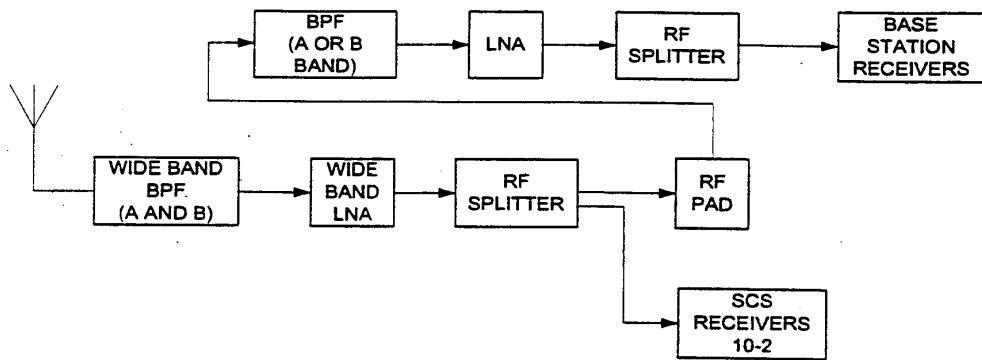 BPF
(A OR B
BAND)
LNA
RF
SPLITTER
BASE
STATION
RECEIVERS
WIDE BAND
BPF.
(A AND B)
WIDE
BAND
LNA
RF
SPLITTER
RF
PAD
SCS
RECEIVERS
10-2